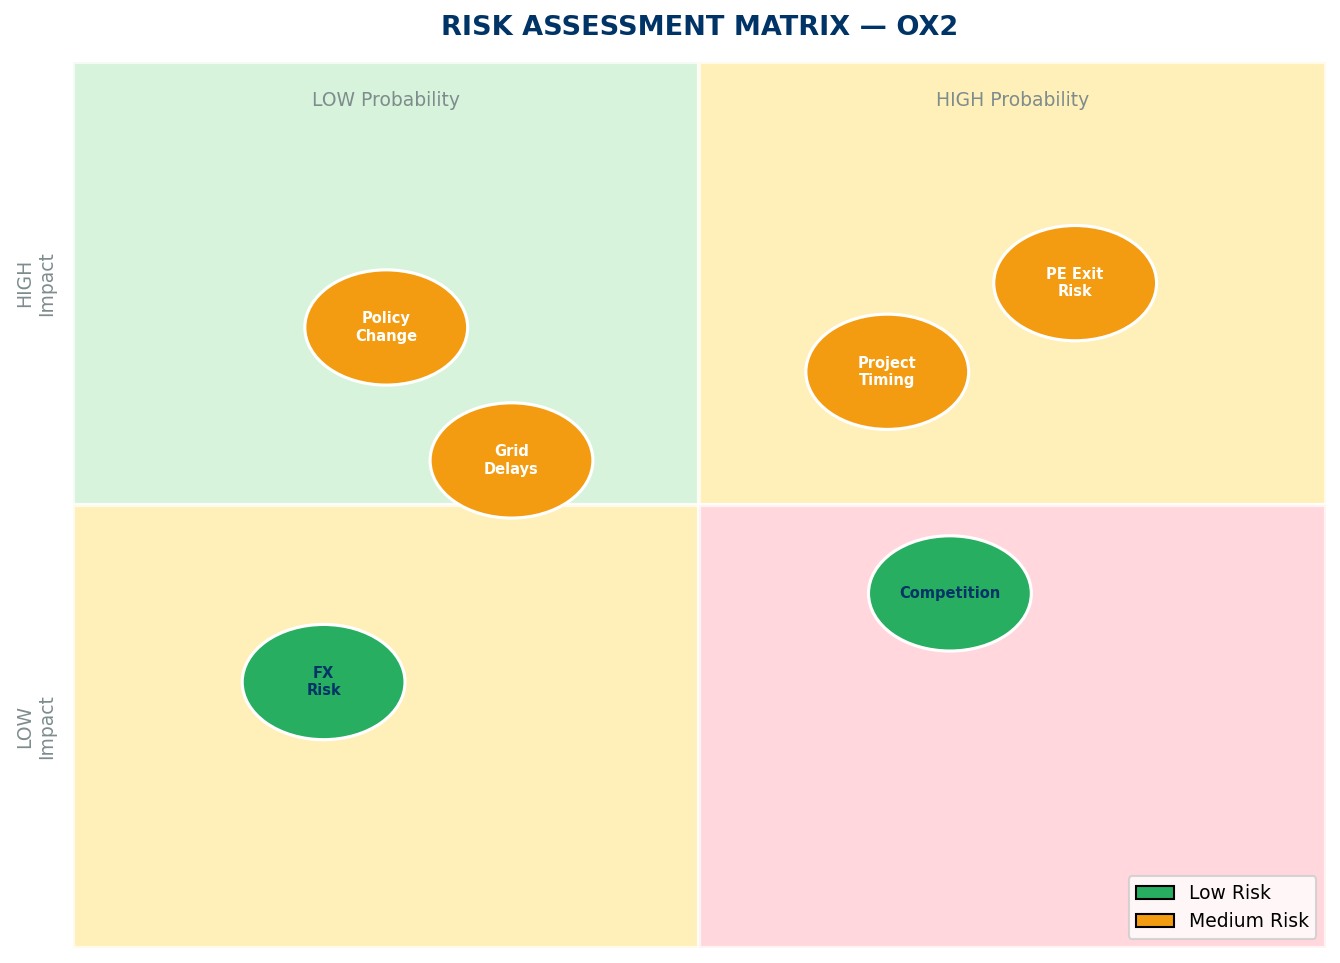 RISK ASSESSMENT MATRIX — OX2
LOW Probability
HIGH Probability
HIGH
Impact
PE Exit
Risk
Policy
Change
Project
Timing
Grid
Delays
Competition
FX
Risk
LOW
Impact
Low Risk
Medium Risk